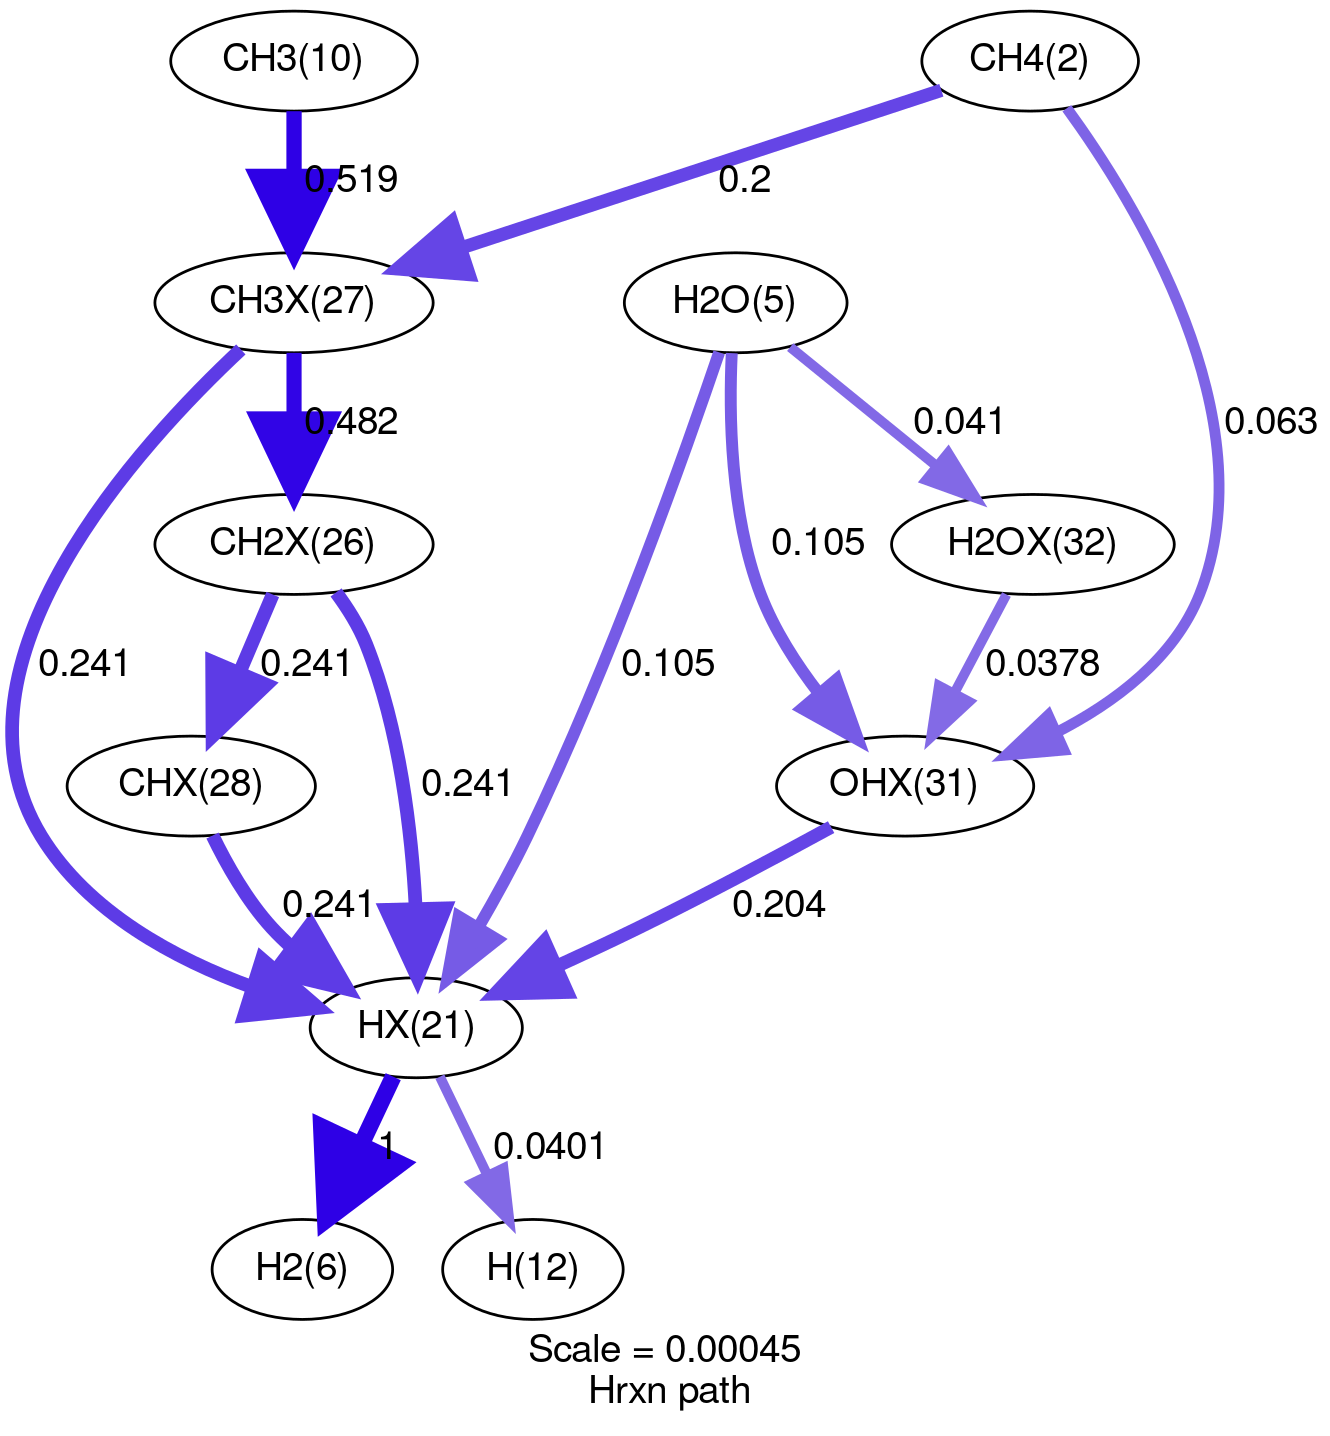 CH3(10)
CH4(2)
0.519
0.2
CH3X(27)
H2O(5)
0.482
0.041
0.063
CH2X(26)
0.105
H2OX(32)
0.241
0.241
0.105
0.0378
CHX(28)
0.241
OHX(31)
0.241
0.204
HX(21)
1
0.0401
H2(6)
H(12)
Scale = 0.00045
Hrxn path